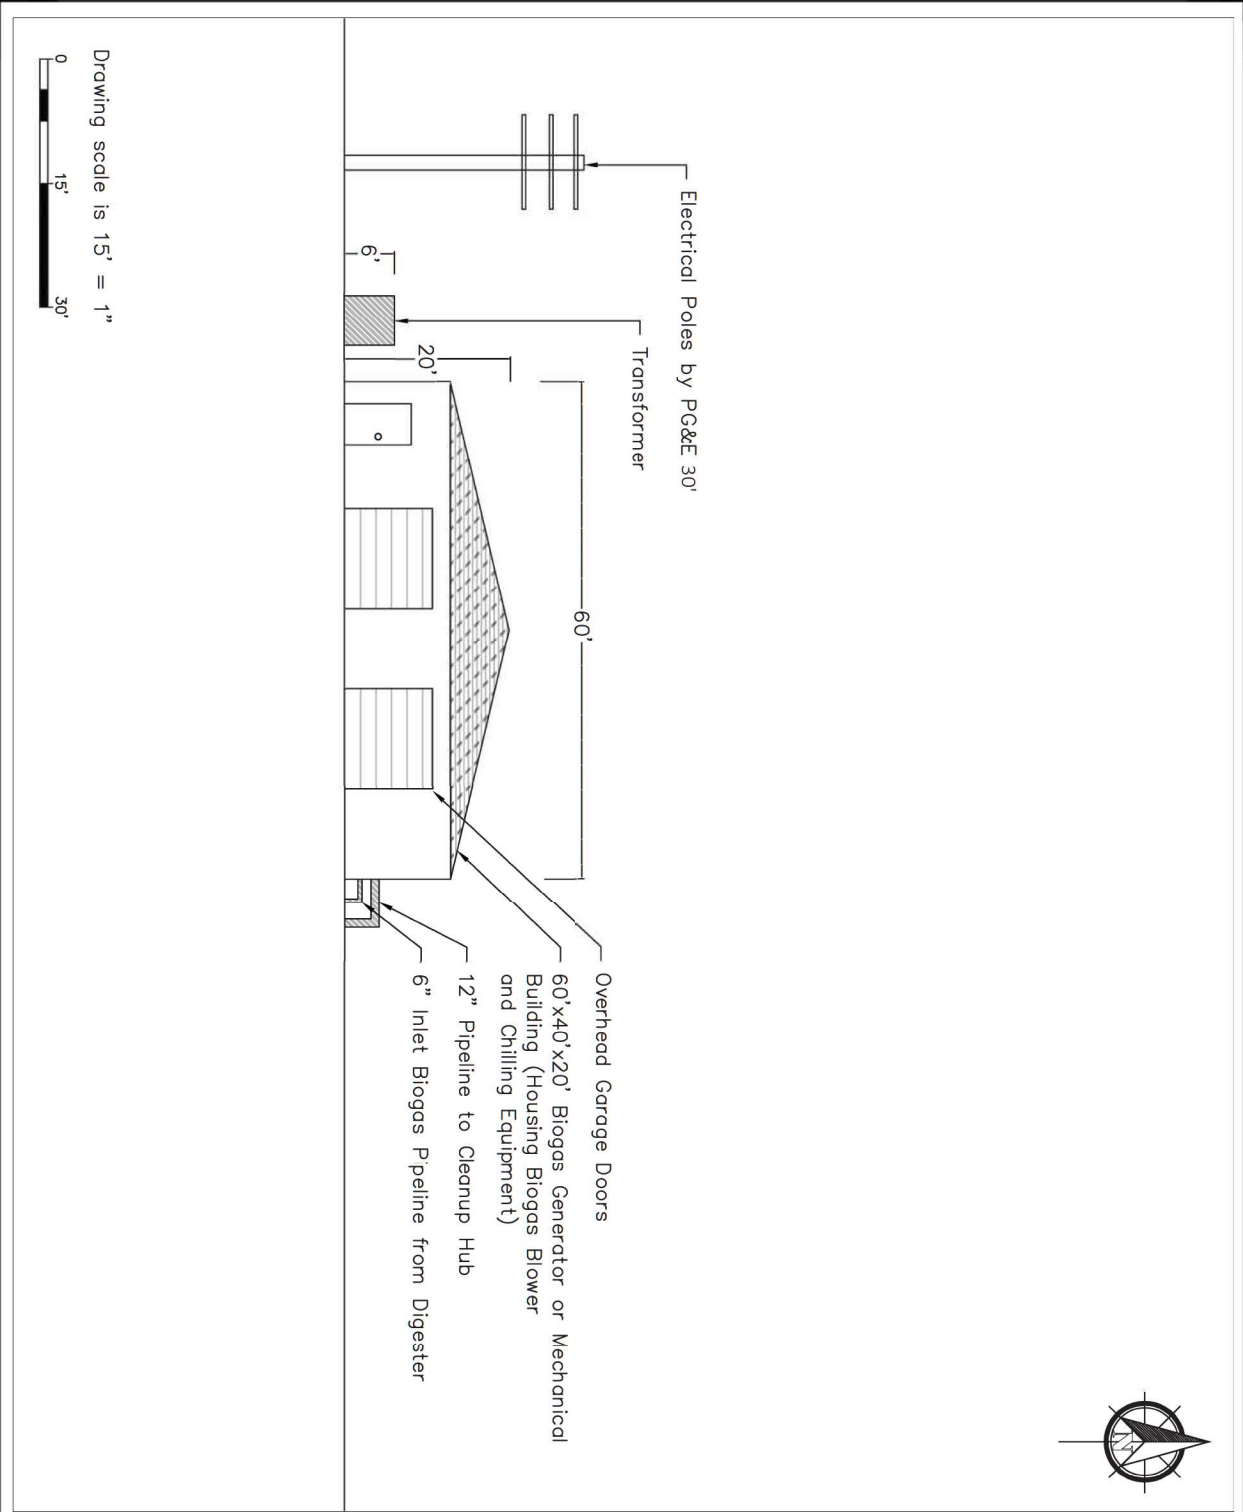 N
Electrical Poles by PG&E 30'
Transformer
60'
20'
6'
Overhead Garage Doors
60'x40'x20' Biogas Generator or Mechanical
Building (Housing Biogas Blower
and Chilling Equipment)
12" Pipeline to Cleanup Hub
6" Inlet Biogas Pipeline from Digester
Drawing scale is 15' = 1"
0 15' 30'